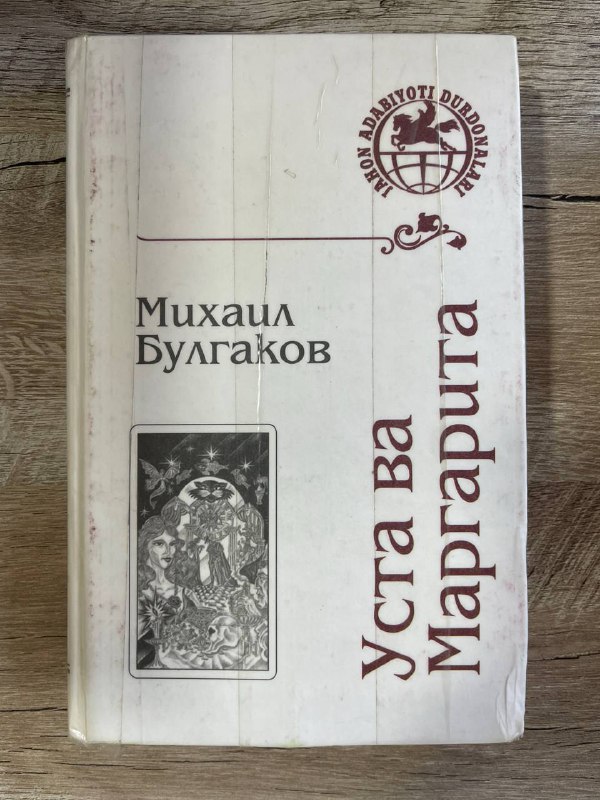 JAHON ADABIYOTI DURDONALARI
Михаил
Булгаков
Уста ва
Маргарита